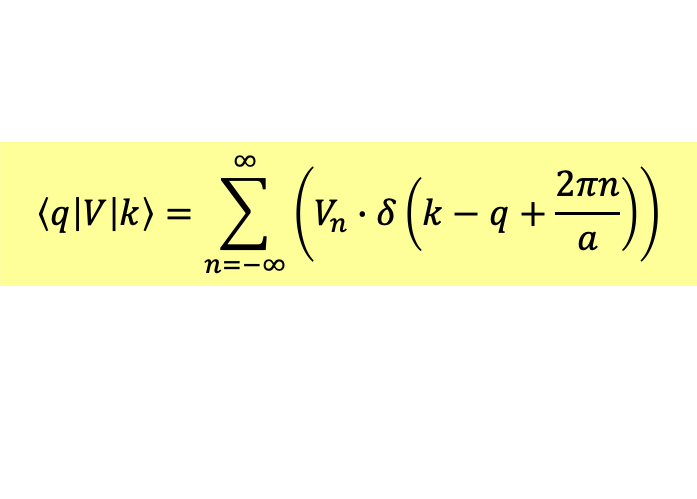 ⟨q|V|k⟩ = ∑_{n=−∞}^{∞} (V_n · δ(k − q + 2πn/a))